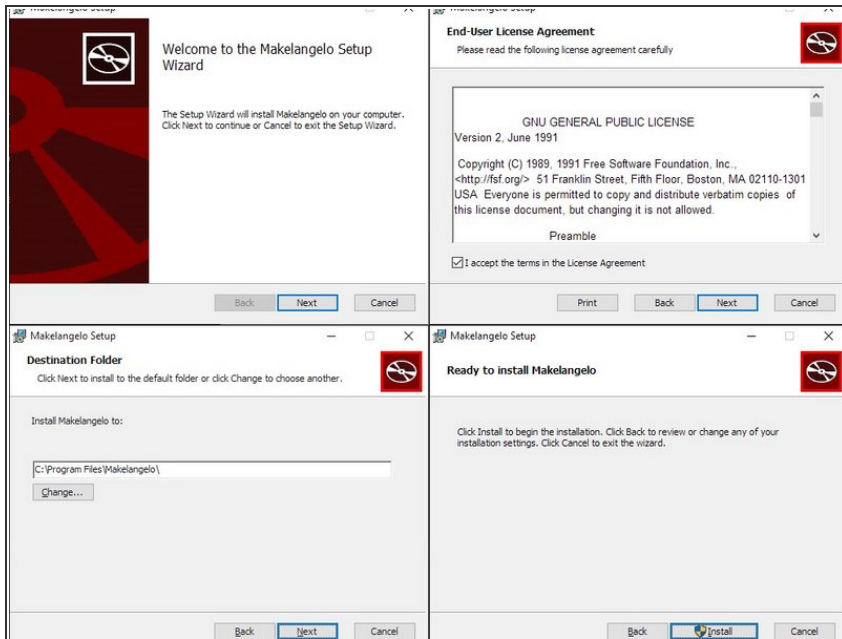 Makelangelo Setup
Welcome to the Makelangelo Setup
Wizard
The Setup Wizard will install Makelangelo on your computer.
Click Next to continue or Cancel to exit the Setup Wizard.
Back Next Cancel
Makelangelo Setup
End-User License Agreement
Please read the following license agreement carefully
GNU GENERAL PUBLIC LICENSE
Version 2, June 1991
Copyright (C) 1989, 1991 Free Software Foundation, Inc.,
<http://fsf.org/> 51 Franklin Street, Fifth Floor, Boston, MA 02110-1301
USA Everyone is permitted to copy and distribute verbatim copies of
this license document, but changing it is not allowed.
Preamble
I accept the terms in the License Agreement
Print Back Next Cancel
Makelangelo Setup
Destination Folder
Click Next to install to the default folder or click Change to choose another.
Install Makelangelo to:
C:\Program Files\Makelangelo\
Change...
Back Next Cancel
Makelangelo Setup
Ready to install Makelangelo
Click Install to begin the installation. Click Back to review or change any of your
installation settings. Click Cancel to exit the wizard.
Back Install Cancel